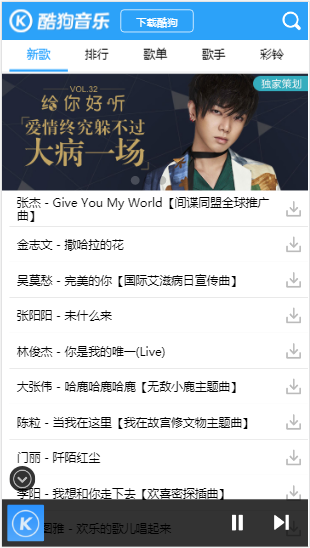 酷狗音乐
下载酷狗
新歌 排行 歌单 歌手 彩铃
独家策划
VOL.32
给你好听
爱情终究躲不过
大病一场
张杰 - Give You My World【间谍同盟全球推广
曲】
金志文 - 撒哈拉的花
吴莫愁 - 完美的你【国际艾滋病日宣传曲】
张阳阳 - 未什么来
林俊杰 - 你是我的唯一(Live)
大张伟 - 哈鹿哈鹿哈鹿【无敌小鹿主题曲】
陈粒 - 当我在这里【我在故宫修文物主题曲】
门丽 - 阡陌红尘
李阳 - 我想和你走下去【欢喜密探插曲】
图雅 - 欢乐的歌儿唱起来